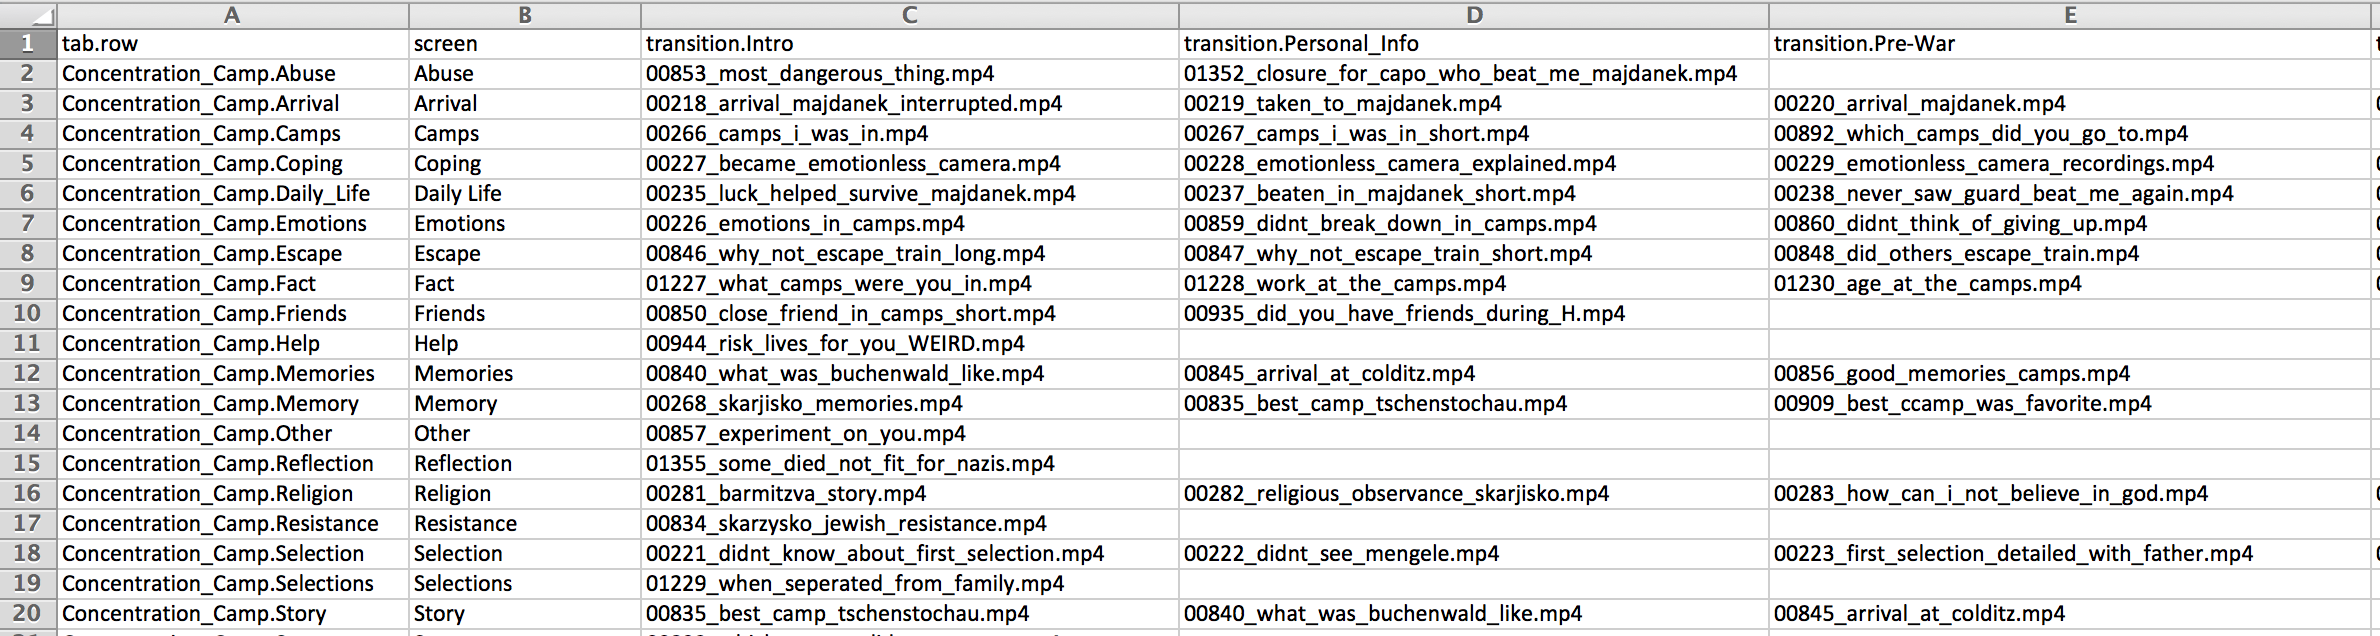 A B C D E
1 tab.row screen transition.Intro transition.Personal_Info transition.Pre-War
2 Concentration_Camp.Abuse Abuse 00853_most_dangerous_thing.mp4 01352_closure_for_capo_who_beat_me_majdanek.mp4
3 Concentration_Camp.Arrival Arrival 00218_arrival_majdanek_interrupted.mp4 00219_taken_to_majdanek.mp4 00220_arrival_majdanek.mp4
4 Concentration_Camp.Camps Camps 00266_camps_i_was_in.mp4 00267_camps_i_was_in_short.mp4 00892_which_camps_did_you_go_to.mp4
5 Concentration_Camp.Coping Coping 00227_became_emotionless_camera.mp4 00228_emotionless_camera_explained.mp4 00229_emotionless_camera_recordings.mp4
6 Concentration_Camp.Daily_Life Daily Life 00235_luck_helped_survive_majdanek.mp4 00237_beaten_in_majdanek_short.mp4 00238_never_saw_guard_beat_me_again.mp4
7 Concentration_Camp.Emotions Emotions 00226_emotions_in_camps.mp4 00859_didnt_break_down_in_camps.mp4 00860_didnt_think_of_giving_up.mp4
8 Concentration_Camp.Escape Escape 00846_why_not_escape_train_long.mp4 00847_why_not_escape_train_short.mp4 00848_did_others_escape_train.mp4
9 Concentration_Camp.Fact Fact 01227_what_camps_were_you_in.mp4 01228_work_at_the_camps.mp4 01230_age_at_the_camps.mp4
10 Concentration_Camp.Friends Friends 00850_close_friend_in_camps_short.mp4 00935_did_you_have_friends_during_H.mp4
11 Concentration_Camp.Help Help 00944_risk_lives_for_you_WEIRD.mp4
12 Concentration_Camp.Memories Memories 00840_what_was_buchenwald_like.mp4 00845_arrival_at_colditz.mp4 00856_good_memories_camps.mp4
13 Concentration_Camp.Memory Memory 00268_skarjisko_memories.mp4 00835_best_camp_tschenstochau.mp4 00909_best_ccamp_was_favorite.mp4
14 Concentration_Camp.Other Other 00857_experiment_on_you.mp4
15 Concentration_Camp.Reflection Reflection 01355_some_died_not_fit_for_nazis.mp4
16 Concentration_Camp.Religion Religion 00281_barmitzva_story.mp4 00282_religious_observance_skarjisko.mp4 00283_how_can_i_not_believe_in_god.mp4
17 Concentration_Camp.Resistance Resistance 00834_skarzysko_jewish_resistance.mp4
18 Concentration_Camp.Selection Selection 00221_didnt_know_about_first_selection.mp4 00222_didnt_see_mengele.mp4 00223_first_selection_detailed_with_father.mp4
19 Concentration_Camp.Selections Selections 01229_when_seperated_from_family.mp4
20 Concentration_Camp.Story Story 00835_best_camp_tschenstochau.mp4 00840_what_was_buchenwald_like.mp4 00845_arrival_at_colditz.mp4